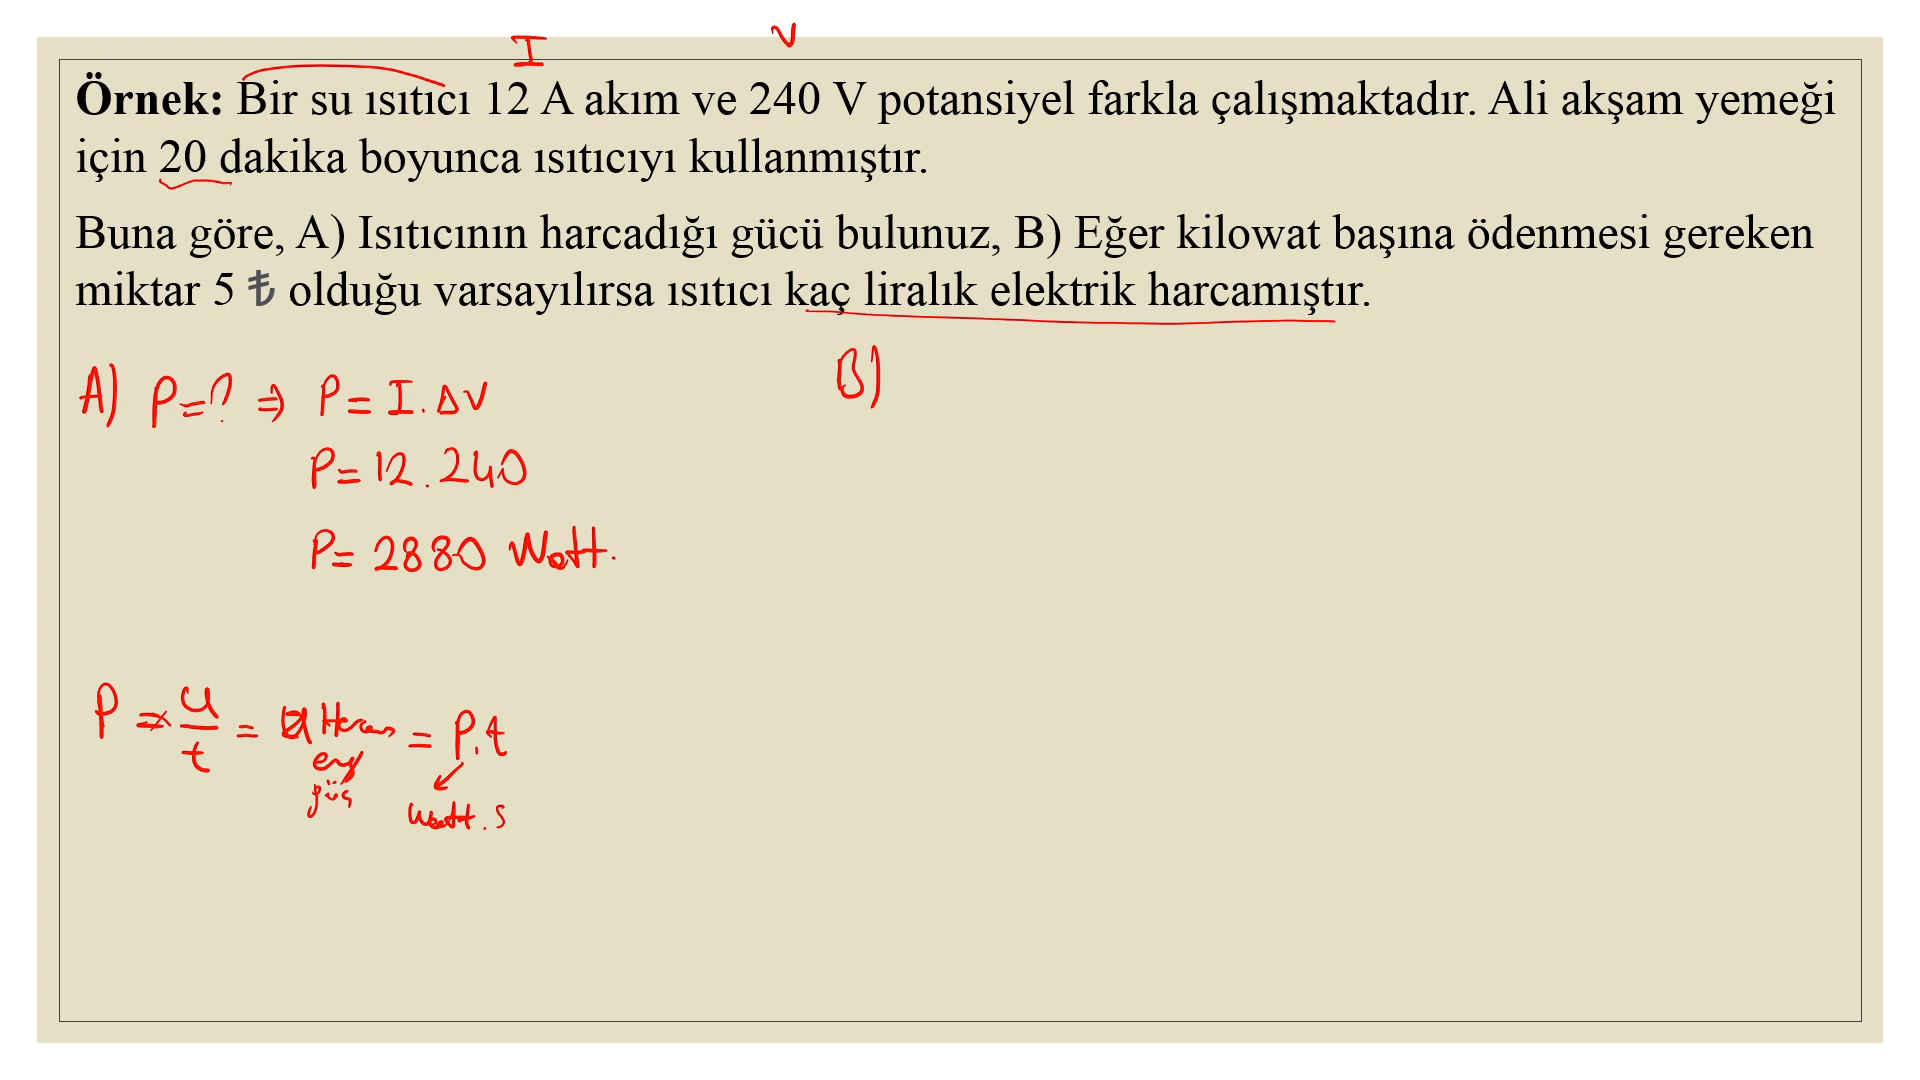 I V
Örnek: Bir su ısıtıcı 12 A akım ve 240 V potansiyel farkla çalışmaktadır. Ali akşam yemeği
için 20 dakika boyunca ısıtıcıyı kullanmıştır.
Buna göre, A) Isıtıcının harcadığı gücü bulunuz, B) Eğer kilowat başına ödenmesi gereken
miktar 5 ₺ olduğu varsayılırsa ısıtıcı kaç liralık elektrik harcamıştır.
A) P=? ⇒ P = I . ΔV
B)
P = 12 . 240
P = 2880 Watt.
P = U/t = = P.t
güç
Watt . s